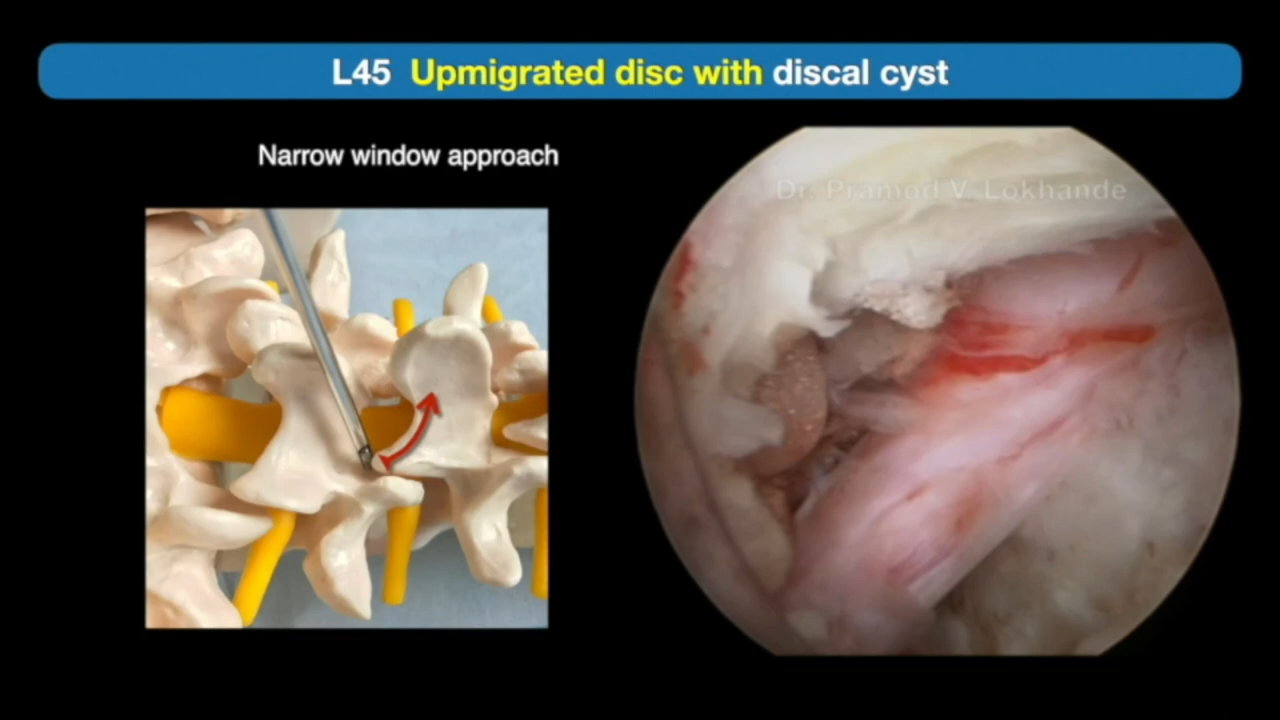 L45 Upmigrated disc with discal cyst
Narrow window approach
Dr. Pramod V. Lokhande